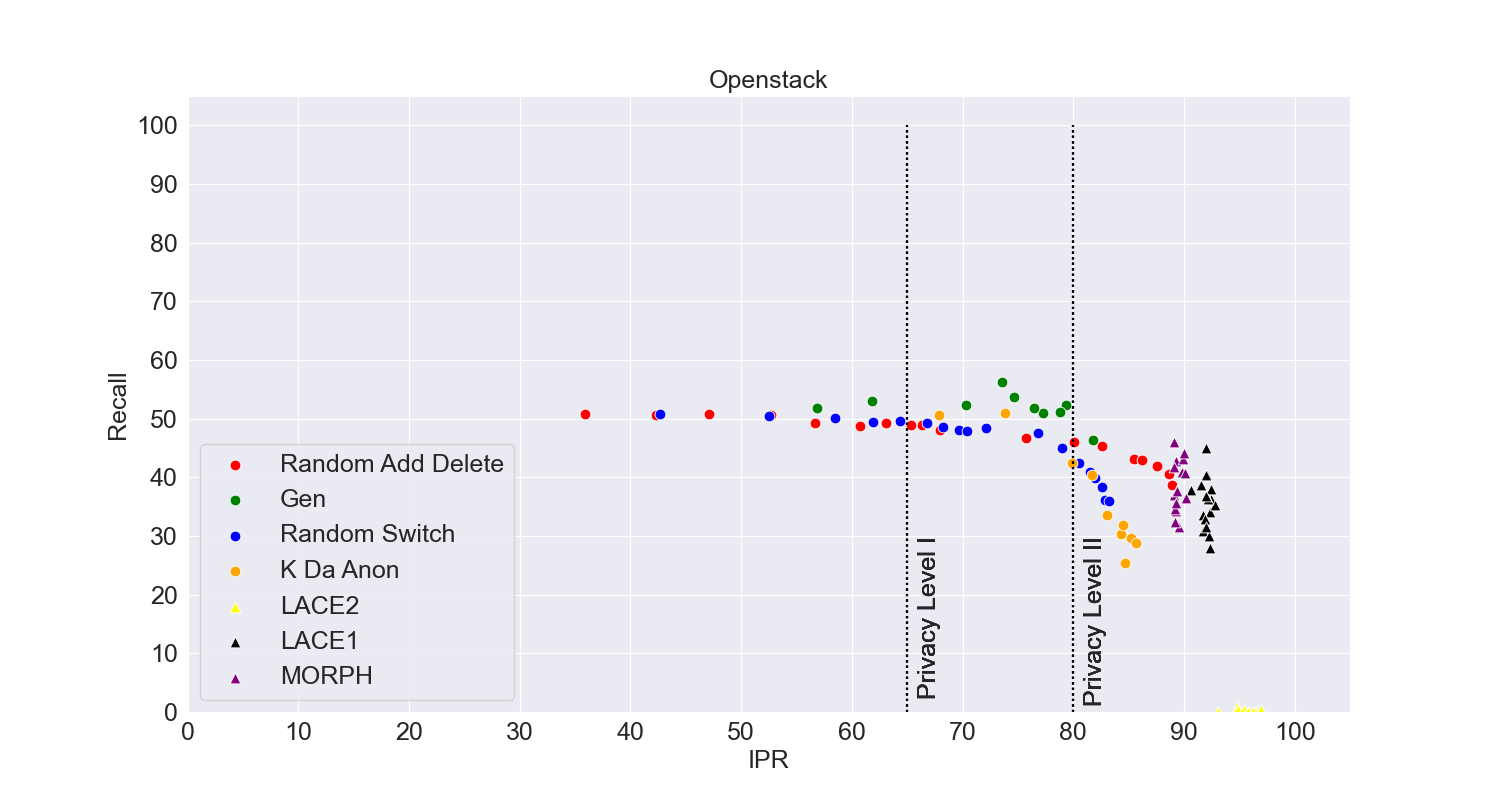 Openstack
100
90
80
70
60
50
40
30
20
10
0
Recall
Random Add Delete
Gen
Random Switch
K Da Anon
LACE2
LACE1
MORPH
Privacy Level I
Privacy Level II
0 10 20 30 40 50 60 70 80 90 100
IPR